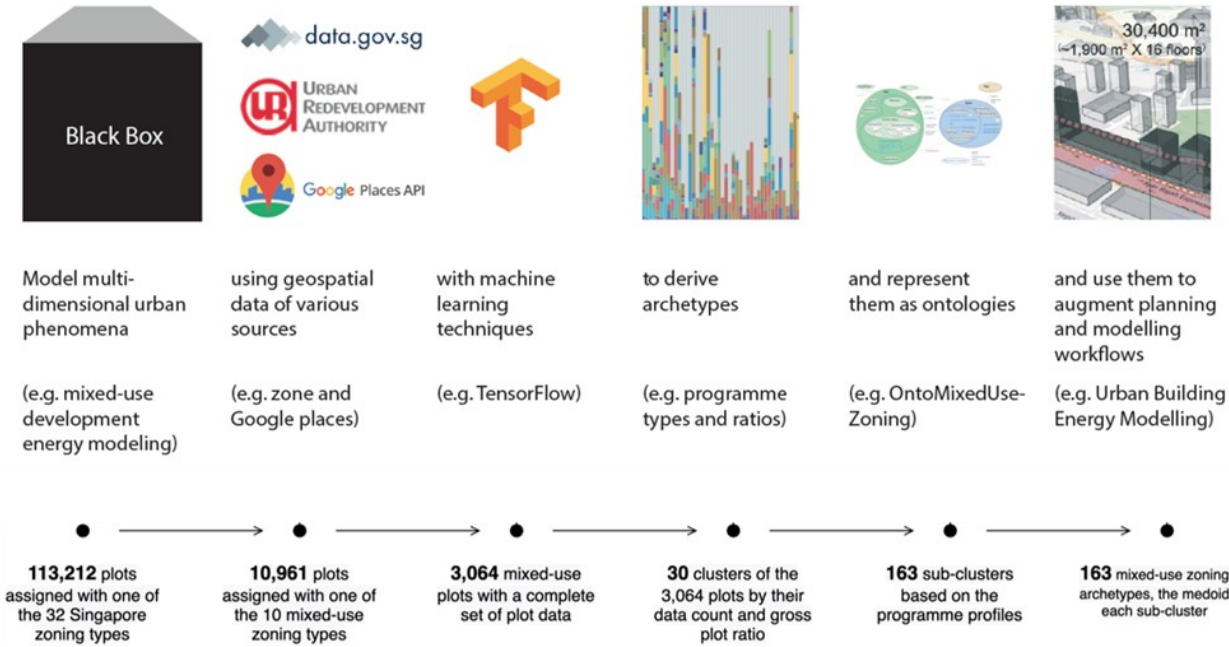 Black Box
data.gov.sg
URBAN
REDEVELOPMENT
AUTHORITY
Google Places API
30,400 m²
(~1,900 m² X 16 floors)
Model multi-
dimensional urban
phenomena
(e.g. mixed-use
development
energy modeling)
using geospatial
data of various
sources
(e.g. zone and
Google places)
with machine
learning
techniques
(e.g. TensorFlow)
to derive
archetypes
(e.g. programme
types and ratios)
and represent
them as ontologies
(e.g. OntoMixedUse-
Zoning)
and use them to
augment planning
and modelling
workflows
(e.g. Urban Building
Energy Modelling)
113,212 plots
assigned with one of
the 32 Singapore
zoning types
10,961 plots
assigned with one of
the 10 mixed-use
zoning types
3,064 mixed-use
plots with a complete
set of plot data
30 clusters of the
3,064 plots by their
data count and gross
plot ratio
163 sub-clusters
based on the
programme profiles
163 mixed-use zoning
archetypes, the medoid
each sub-cluster